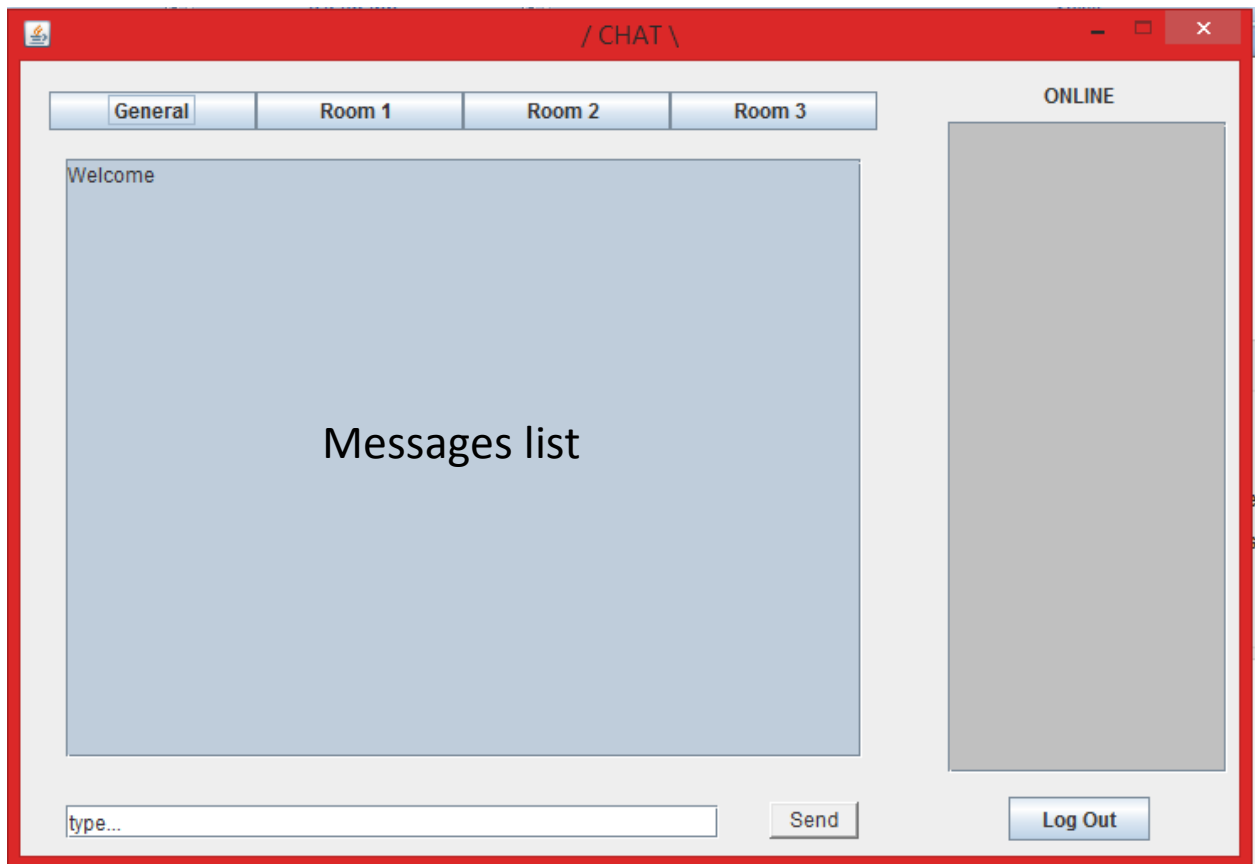 / CHAT \
General Room 1 Room 2 Room 3
ONLINE
Welcome
Messages list
type...
Send
Log Out